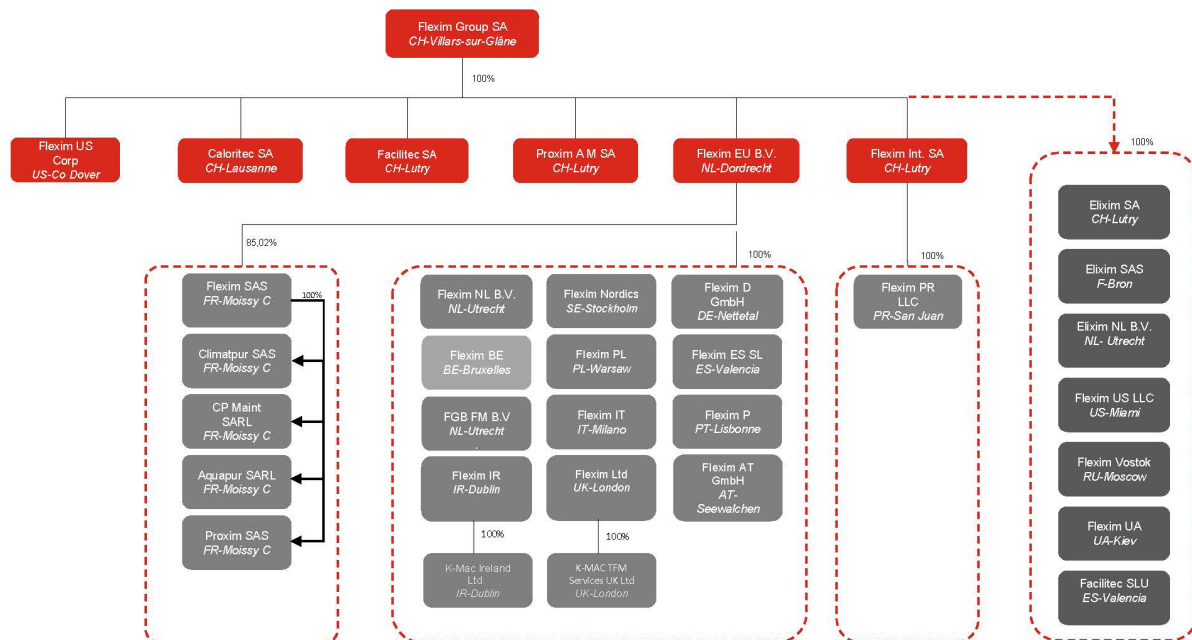 Flexim Group SA
CH-Villars-sur-Glâne
100%
100%
Flexim US
Corp
US-Co Dover
Caloritec SA
CH-Lausanne
Facilitec SA
CH-Lutry
Proxim A M SA
CH-Lutry
Flexim EU B.V.
NL-Dordrecht
Flexim Int. SA
CH-Lutry
85,02%
100%
100%
Flexim SAS
FR-Moissy C
100%
Climatpur SAS
FR-Moissy C
CP Maint
SARL
FR-Moissy C
Aquapur SARL
FR-Moissy C
Proxim SAS
FR-Moissy C
Flexim NL B.V.
NL-Utrecht
Flexim BE
BE-Bruxelles
FGB FM B.V
NL-Utrecht
Flexim IR
IR-Dublin
100%
K-Mac Ireland
Ltd.
IR-Dublin
Flexim Nordics
SE-Stockholm
Flexim PL
PL-Warsaw
Flexim IT
IT-Milano
Flexim Ltd
UK-London
100%
K-MAC TFM
Services UK Ltd
UK-London
Flexim D
GmbH
DE-Nettetal
Flexim ES SL
ES-Valencia
Flexim P
PT-Lisbonne
Flexim AT
GmbH
AT-
Seewalchen
Flexim PR
LLC
PR-San Juan
Elixim SA
CH-Lutry
Elixim SAS
F-Bron
Elixim NL B.V.
NL- Utrecht
Flexim US LLC
US-Miami
Flexim Vostok
RU-Moscow
Flexim UA
UA-Kiev
Facilitec SLU
ES-Valencia